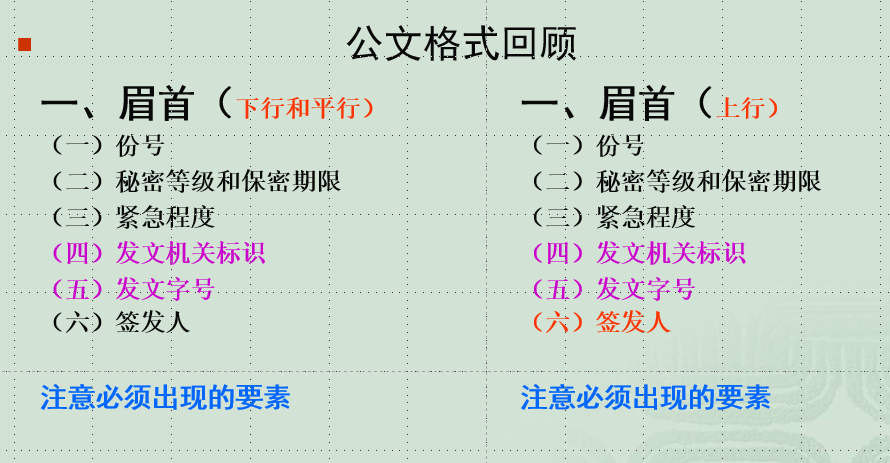 公文格式回顾
一、眉首（下行和平行）
（一）份号
（二）秘密等级和保密期限
（三）紧急程度
（四）发文机关标识
（五）发文字号
（六）签发人
注意必须出现的要素
一、眉首（上行）
（一）份号
（二）秘密等级和保密期限
（三）紧急程度
（四）发文机关标识
（五）发文字号
（六）签发人
注意必须出现的要素